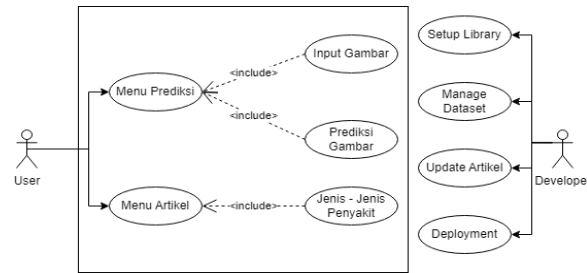 Input Gambar
Setup Library
<include>
Menu Prediksi
Manage
Dataset
<include>
Prediksi
Gambar
User
Update Artikel
Develope
Menu Artikel
<include>
Jenis - Jenis
Penyakit
Deployment